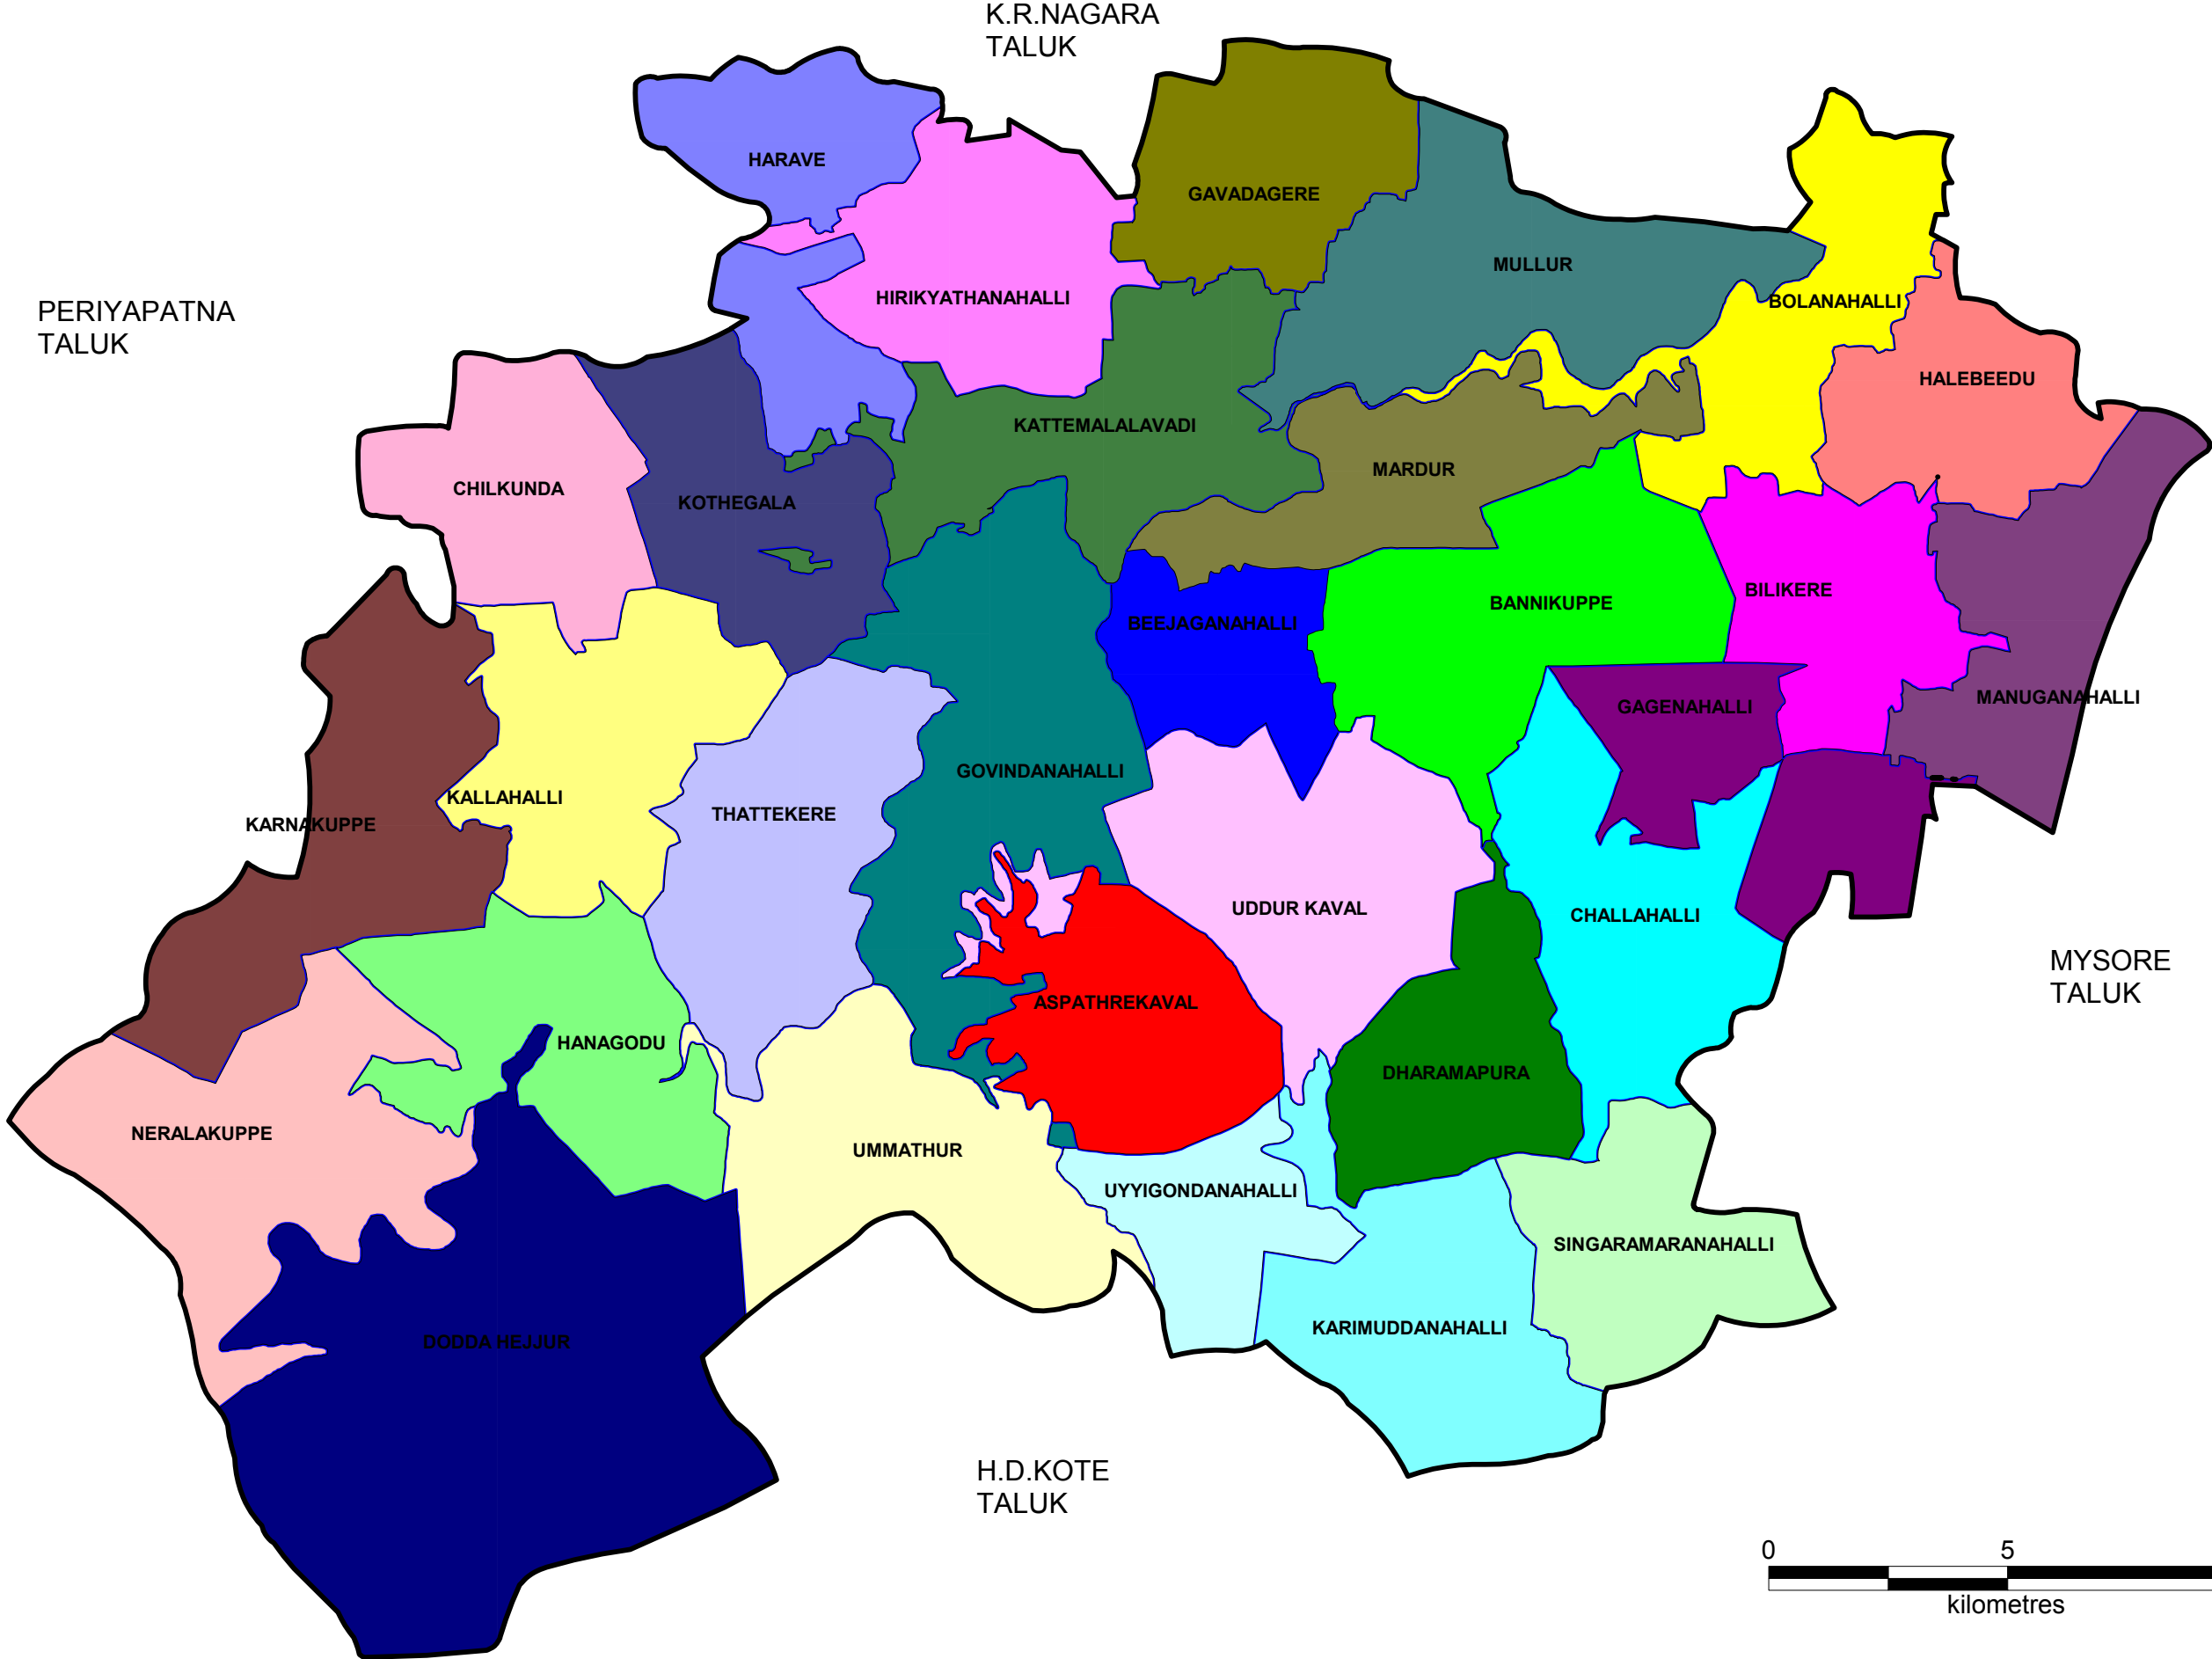 K.R.NAGARA
TALUK
HARAVE
GAVADAGERE
MULLUR
HIRIKYATHANAHALLI
BOLANAHALLI
PERIYAPATNA
TALUK
HALEBEEDU
KATTEMALALAVADI
MARDUR
CHILKUNDA
KOTHEGALA
BILIKERE
BANNIKUPPE
BEEJAGANAHALLI
MANUGANAHALLI
GAGENAHALLI
GOVINDANAHALLI
KALLAHALLI
THATTEKERE
KARNAKUPPE
UDDUR KAVAL
CHALLAHALLI
MYSORE
TALUK
ASPATHREKAVAL
HANAGODU
DHARAMAPURA
NERALAKUPPE
UMMATHUR
UYYIGONDANAHALLI
SINGARAMARANAHALLI
KARIMUDDANAHALLI
DODDA HEJJUR
H.D.KOTE
TALUK
0 5
kilometres